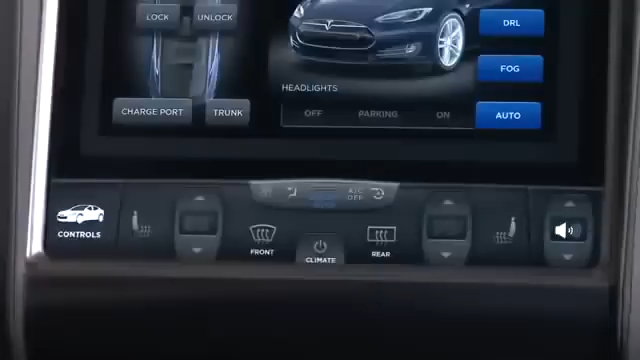 LOCK UNLOCK
DRL
FOG
HEADLIGHTS
OFF PARKING ON AUTO
CHARGE PORT TRUNK
A/C
OFF
CONTROLS
FRONT
CLIMATE
REAR